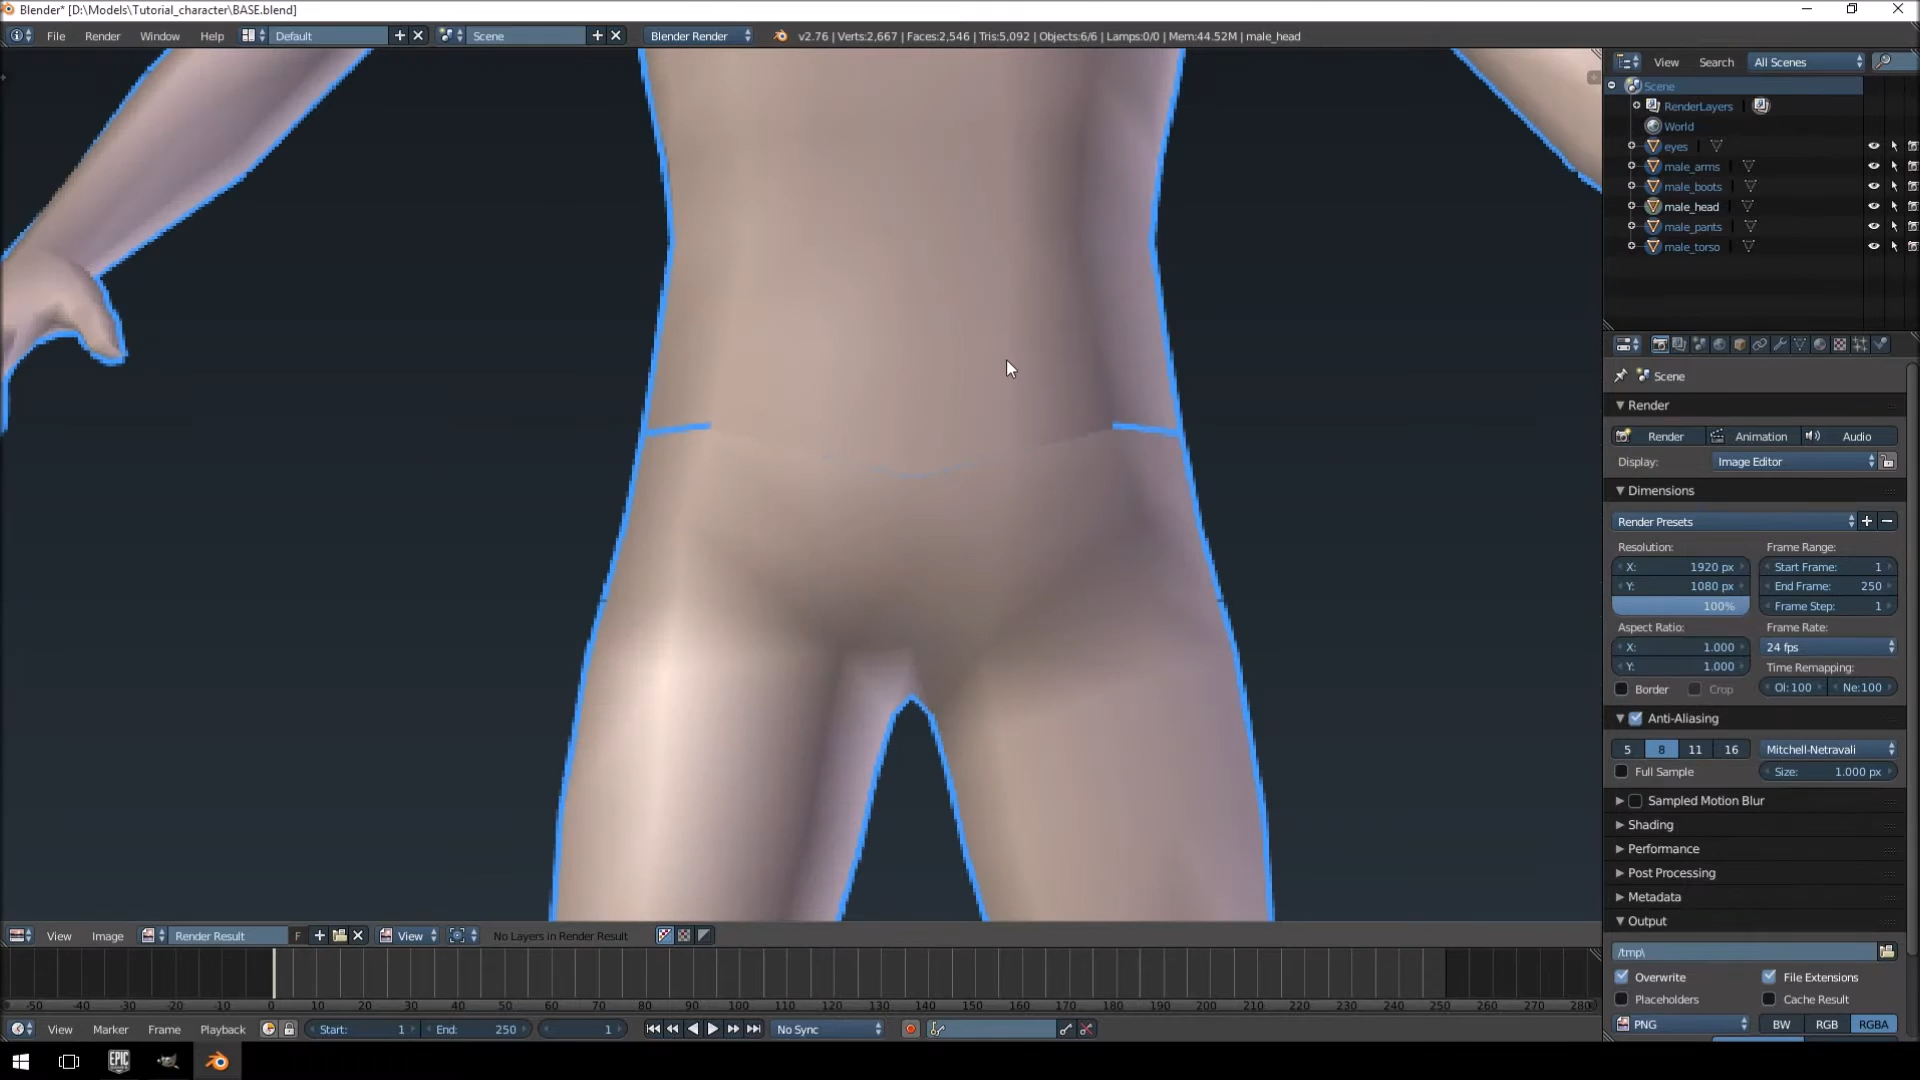 Blender* [D:\Models\Tutorial_character\BASE.blend]
File Render Window Help Default Scene Blender Render v2.76 | Verts:2,667 | Faces:2,546 | Tris:5,092 | Objects:6/6 | Lamps:0/0 | Mem:44.52M | male_head
View Search All Scenes
Scene
RenderLayers
World
eyes
male_arms
male_boots
male_head
male_pants
male_torso
Scene
Render
Render Animation Audio
Display: Image Editor
Dimensions
Render Presets
Resolution: Frame Range:
X: 1920 px Start Frame: 1
Y: 1080 px End Frame: 250
100% Frame Step: 1
Aspect Ratio: Frame Rate:
X: 1.000 24 fps
Y: 1.000 Time Remapping:
Border Crop Ol:100 Ne:100
Anti-Aliasing
5 8 11 16 Mitchell-Netravali
Full Sample Size: 1.000 px
Sampled Motion Blur
Shading
Performance
Post Processing
Metadata
Output
/tmp\
Overwrite File Extensions
Placeholders Cache Result
PNG BW RGB RGBA
View Image Render Result F View No Layers in Render Result
-50 -40 -30 -20 -10 0 10 20 30 40 50 60 70 80 90 100 110 120 130 140 150 160 170 180 190 200 210 220 230 240 250 260 270 280
View Marker Frame Playback Start: 1 End: 250 1 No Sync
EPIC